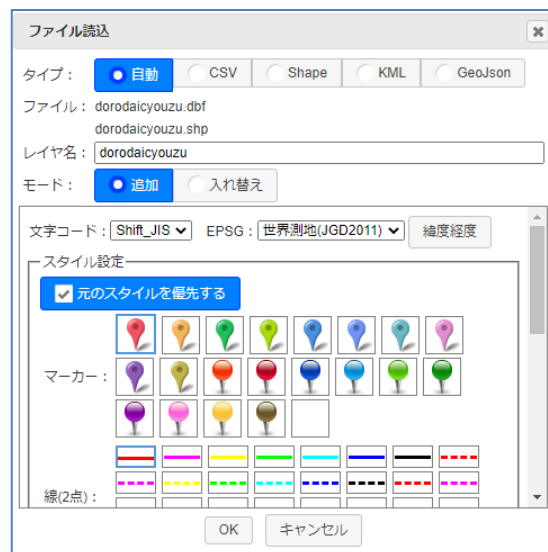 ファイル読込
タイプ： 自動 CSV Shape KML GeoJson
ファイル： dorodaicyouzu.dbf
dorodaicyouzu.shp
レイヤ名： dorodaicyouzu
モード： 追加 入れ替え
文字コード： Shift_JIS EPSG： 世界測地(JGD2011) 緯度経度
スタイル設定
元のスタイルを優先する
マーカー：
線(2点)：
OK キャンセル